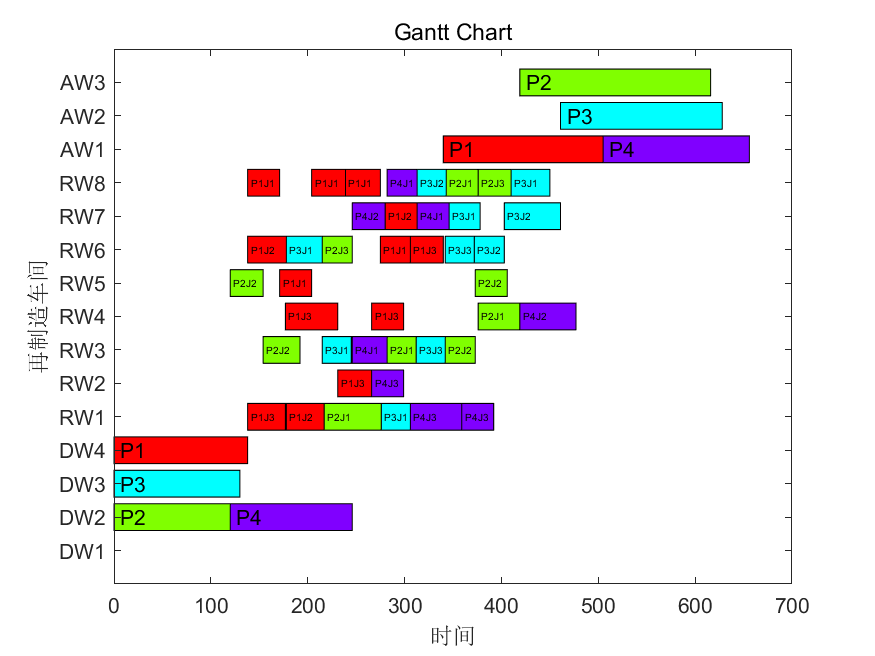 Gantt Chart
AW3 P2
AW2 P3
AW1 P1 P4
RW8 P1J1 P1J1 P1J1 P4J1 P3J2 P2J1 P2J3 P3J1
RW7 P4J2 P1J2 P4J1 P3J1 P3J2
RW6 P1J2 P3J1 P2J3 P1J1 P1J3 P3J3 P3J2
RW5 P2J2 P1J1 P2J2
RW4 P1J3 P1J3 P2J1 P4J2
RW3 P2J2 P3J1 P4J1 P2J1 P3J3 P2J2
RW2 P1J3 P4J3
RW1 P1J3 P1J2 P2J1 P3J1 P4J3 P4J3
DW4 P1
DW3 P3
DW2 P2 P4
DW1
0 100 200 300 400 500 600 700
时间
再制造车间